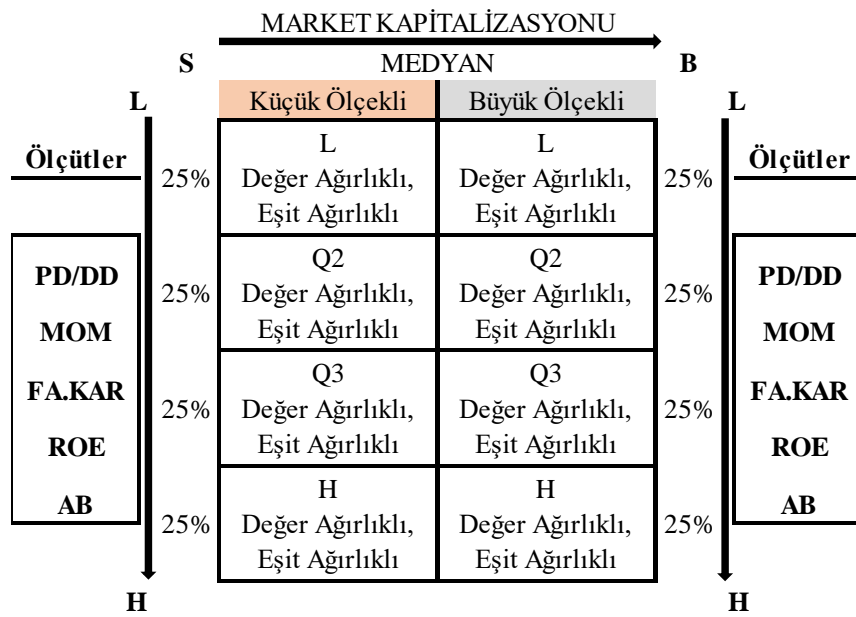 MARKET KAPİTALİZASYONU
S MEDYAN B
L Küçük Ölçekli Büyük Ölçekli L
Ölçütler
25%
L
Değer Ağırlıklı,
Eşit Ağırlıklı
L
Değer Ağırlıklı,
Eşit Ağırlıklı
25%
Ölçütler
PD/DD
MOM
FA.KAR
ROE
AB
25%
Q2
Değer Ağırlıklı,
Eşit Ağırlıklı
Q2
Değer Ağırlıklı,
Eşit Ağırlıklı
25%
PD/DD
MOM
FA.KAR
ROE
AB
25%
Q3
Değer Ağırlıklı,
Eşit Ağırlıklı
Q3
Değer Ağırlıklı,
Eşit Ağırlıklı
25%
25%
H
Değer Ağırlıklı,
Eşit Ağırlıklı
H
Değer Ağırlıklı,
Eşit Ağırlıklı
25%
H H